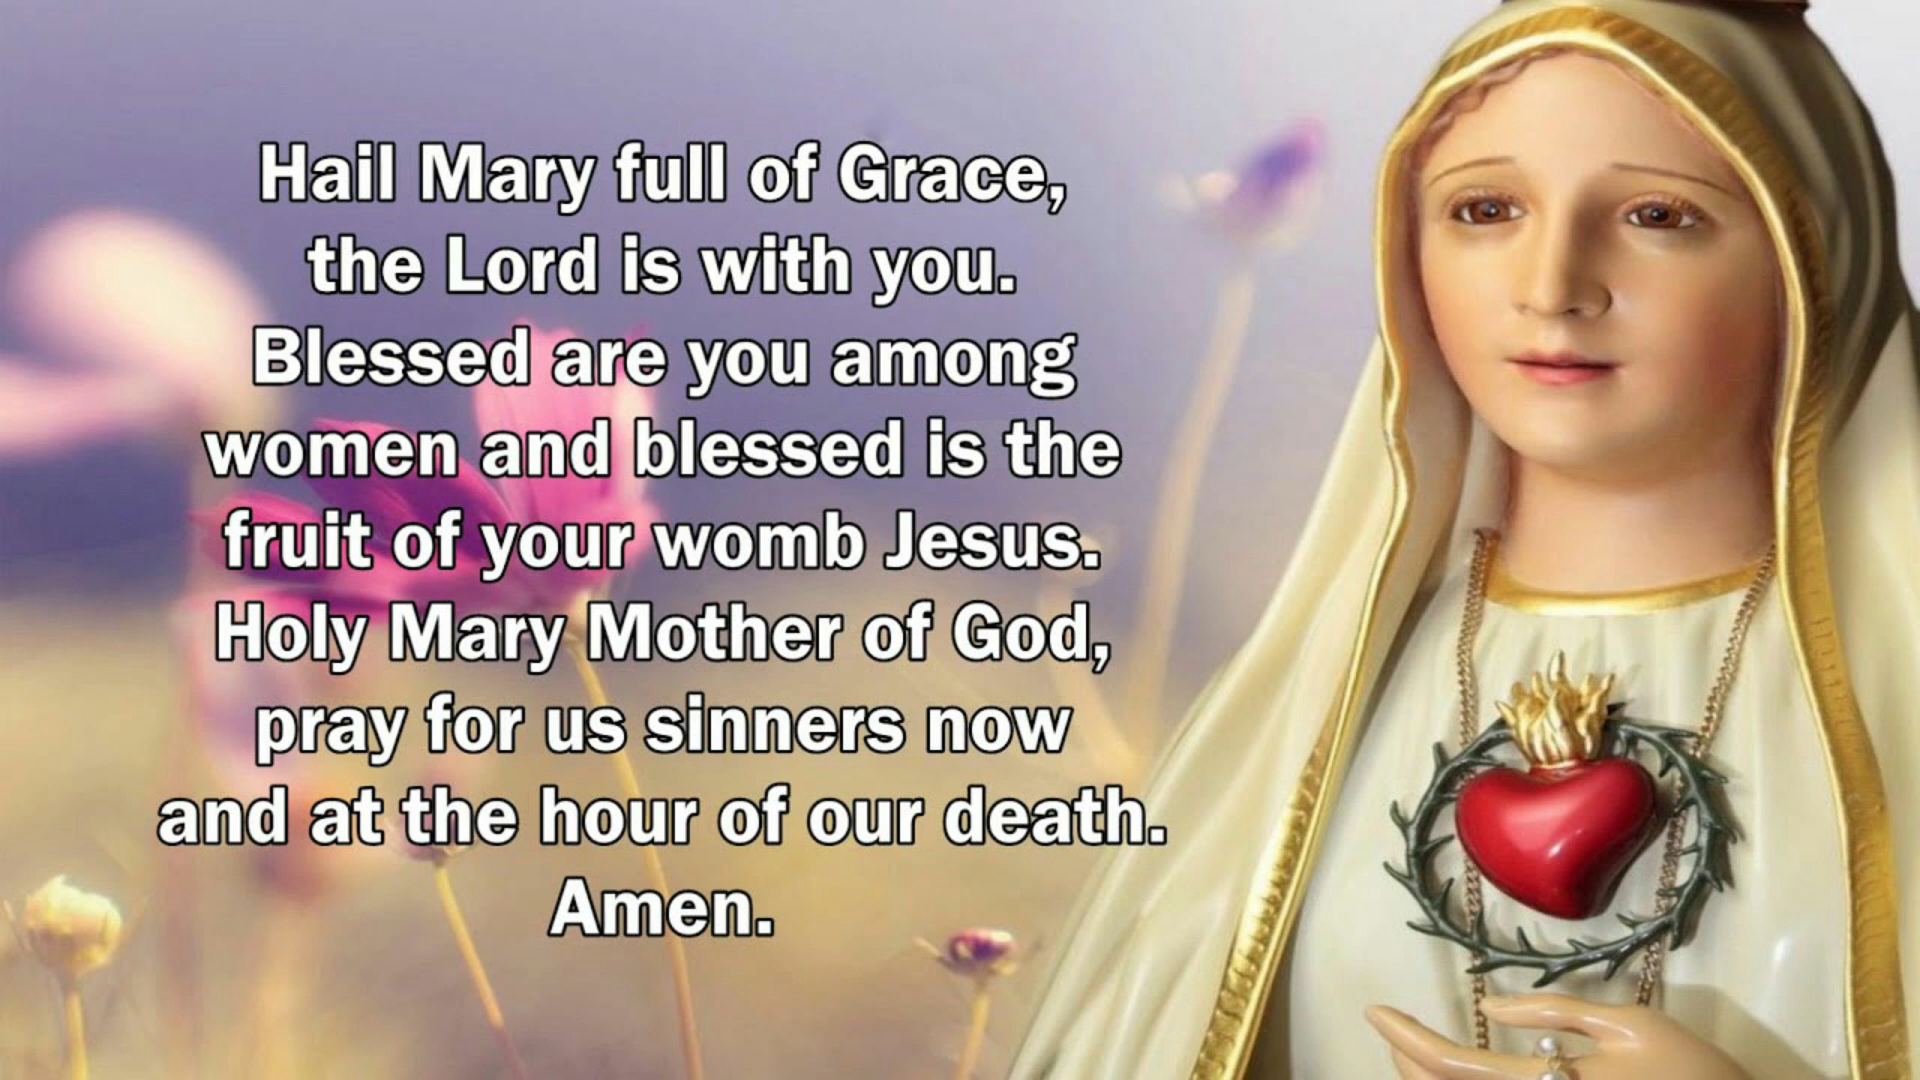 Hail Mary full of Grace,
the Lord is with you.
Blessed are you among
women and blessed is the
fruit of your womb Jesus.
Holy Mary Mother of God,
pray for us sinners now
and at the hour of our death.
Amen.